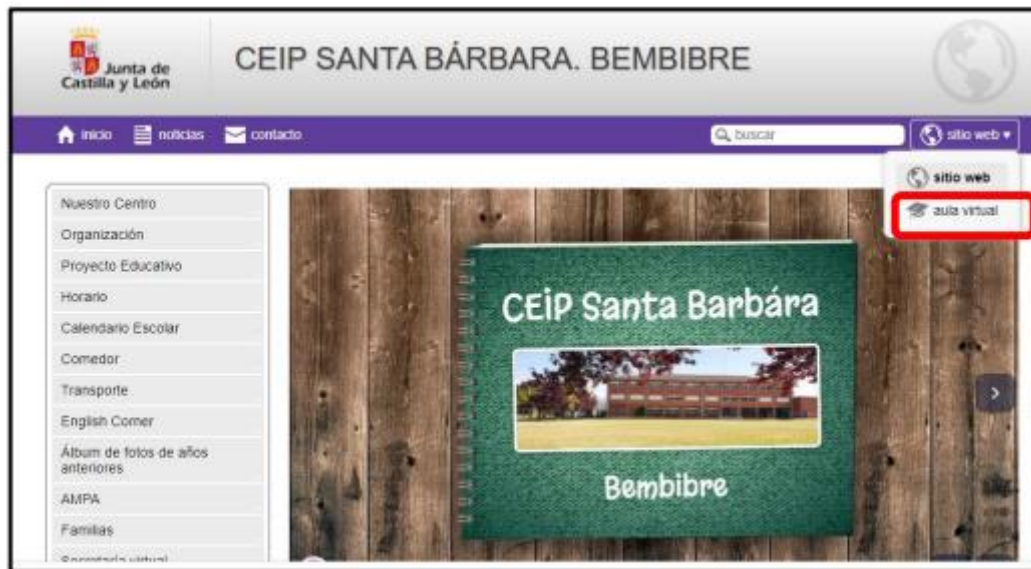 Junta de
Castilla y León
CEIP SANTA BÁRBARA. BEMBIBRE
inicio
noticias
contacto
buscar
sitio web
sitio web
aula virtual
Nuestro Centro
Organización
Proyecto Educativo
Horario
Calendario Escolar
Comedor
Transporte
English Corner
Álbum de fotos de años
anteriores
AMPA
Familias
Secretaría virtual
CEIP Santa Barbára
Bembibre